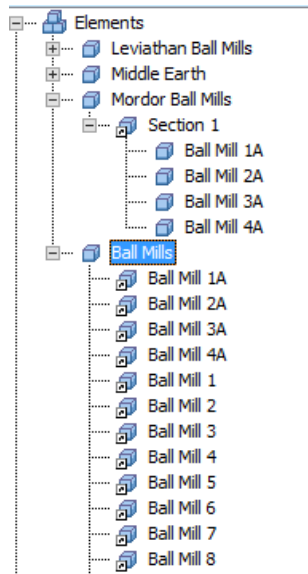 Elements
Leviathan Ball Mills
Middle Earth
Mordor Ball Mills
Section 1
Ball Mill 1A
Ball Mill 2A
Ball Mill 3A
Ball Mill 4A
Ball Mills
Ball Mill 1A
Ball Mill 2A
Ball Mill 3A
Ball Mill 4A
Ball Mill 1
Ball Mill 2
Ball Mill 3
Ball Mill 4
Ball Mill 5
Ball Mill 6
Ball Mill 7
Ball Mill 8